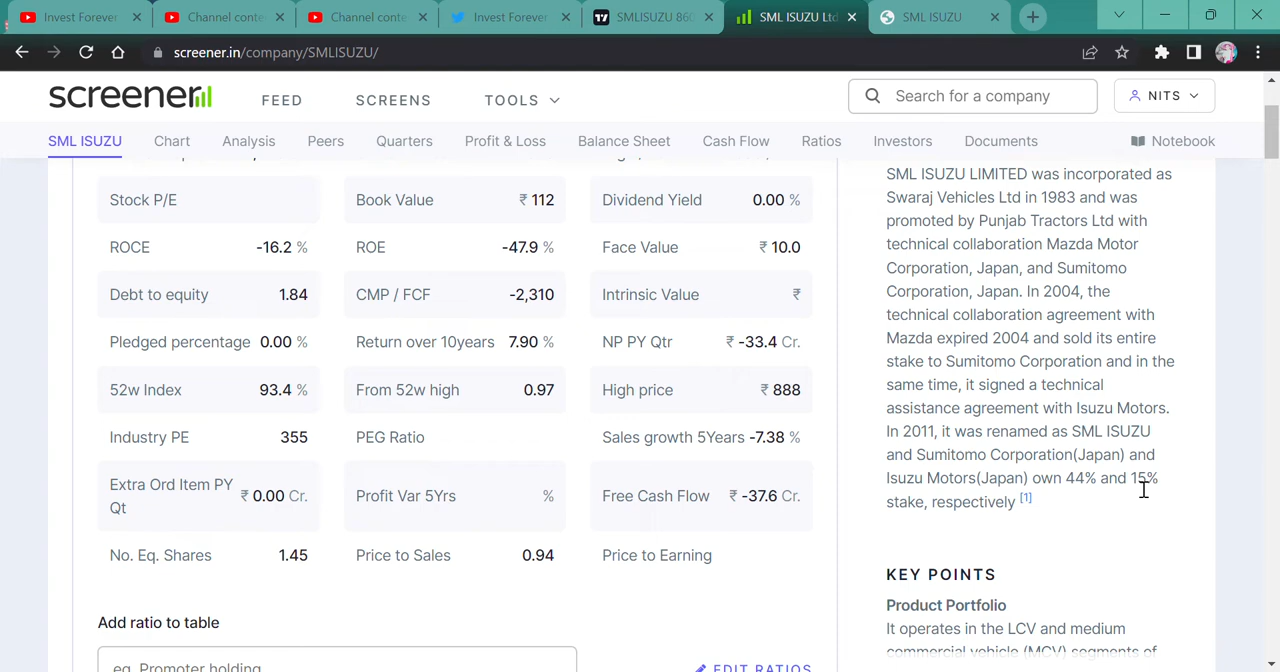 Invest Forever
Channel conte
Channel conte
Invest Forever
SMLISUZU 860
SML ISUZU Ltd
SML ISUZU
screener.in/company/SMLISUZU/
screener
FEED
SCREENS
TOOLS
Search for a company
NITS
SML ISUZU
Chart
Analysis
Peers
Quarters
Profit & Loss
Balance Sheet
Cash Flow
Ratios
Investors
Documents
Notebook
Stock P/E
Book Value ₹ 112
Dividend Yield 0.00 %
ROCE -16.2 %
ROE -47.9 %
Face Value ₹ 10.0
Debt to equity 1.84
CMP / FCF -2,310
Intrinsic Value ₹
Pledged percentage 0.00 %
Return over 10years 7.90 %
NP PY Qtr ₹ -33.4 Cr.
52w Index 93.4 %
From 52w high 0.97
High price ₹ 888
Industry PE 355
PEG Ratio
Sales growth 5Years -7.38 %
Extra Ord Item PY
Qt ₹ 0.00 Cr.
Profit Var 5Yrs %
Free Cash Flow ₹ -37.6 Cr.
No. Eq. Shares 1.45
Price to Sales 0.94
Price to Earning
Add ratio to table
eg. Promoter holding
EDIT RATIOS
SML ISUZU LIMITED was incorporated as
Swaraj Vehicles Ltd in 1983 and was
promoted by Punjab Tractors Ltd with
technical collaboration Mazda Motor
Corporation, Japan, and Sumitomo
Corporation, Japan. In 2004, the
technical collaboration agreement with
Mazda expired 2004 and sold its entire
stake to Sumitomo Corporation and in the
same time, it signed a technical
assistance agreement with Isuzu Motors.
In 2011, it was renamed as SML ISUZU
and Sumitomo Corporation(Japan) and
Isuzu Motors(Japan) own 44% and 15%
stake, respectively [1]
KEY POINTS
Product Portfolio
It operates in the LCV and medium
commercial vehicle (MCV) segments of